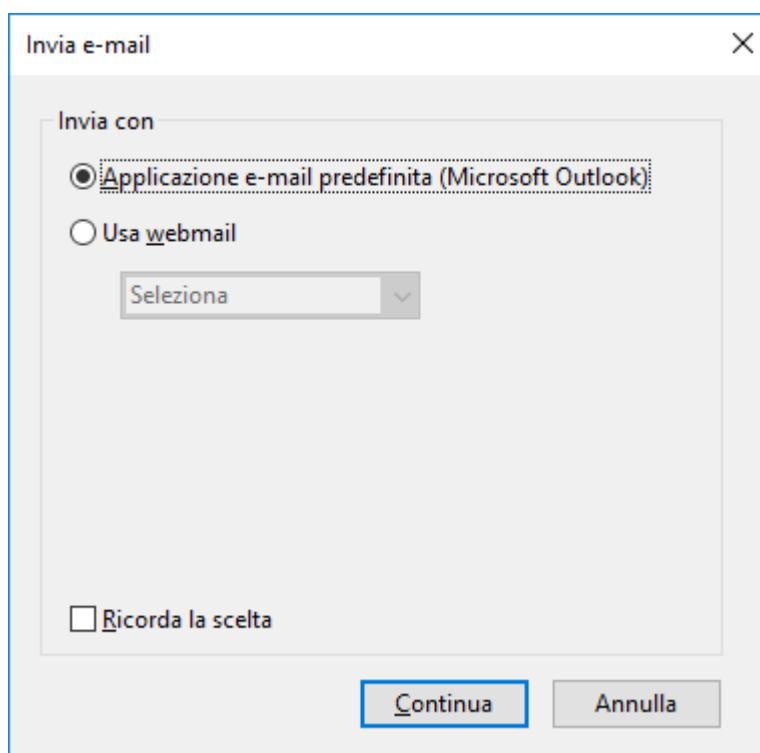 Invia e-mail
Invia con
Applicazione e-mail predefinita (Microsoft Outlook)
Usa webmail
Seleziona
Ricorda la scelta
Continua Annulla